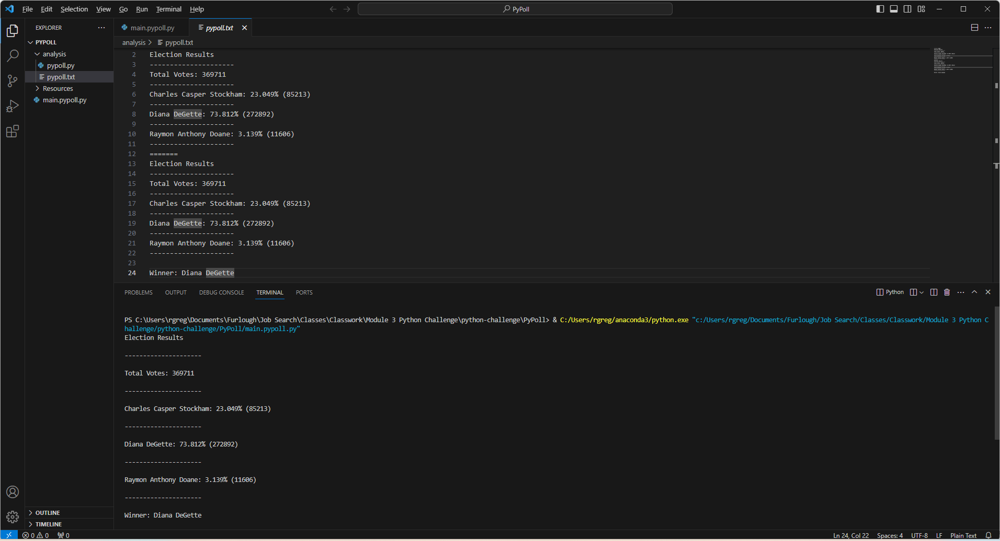 File Edit Selection View Go Run Terminal Help
PyPoll
EXPLORER
PYPOLL
analysis
pypoll.py
pypoll.txt
Resources
main.pypoll.py
OUTLINE
TIMELINE
main.pypoll.py
pypoll.txt
analysis > pypoll.txt
2 Election Results
3 ---------------------
4 Total Votes: 369711
5 ---------------------
6 Charles Casper Stockham: 23.049% (85213)
7 ---------------------
8 Diana DeGette: 73.812% (272892)
9 ---------------------
10 Raymon Anthony Doane: 3.139% (11606)
11 ---------------------
12 =======
13 Election Results
14 ---------------------
15 Total Votes: 369711
16 ---------------------
17 Charles Casper Stockham: 23.049% (85213)
18 ---------------------
19 Diana DeGette: 73.812% (272892)
20 ---------------------
21 Raymon Anthony Doane: 3.139% (11606)
22 ---------------------
23
24 Winner: Diana DeGette
PROBLEMS OUTPUT DEBUG CONSOLE TERMINAL PORTS
Python
PS C:\Users\rgreg\Documents\Furlough\Job Search\Classes\Classwork\Module 3 Python Challenge\python-challenge\PyPoll> & C:/Users/rgreg/anaconda3/python.exe "c:/Users/rgreg/Documents/Furlough/Job Search/Classes/Classwork/Module 3 Python C
hallenge/python-challenge/PyPoll/main.pypoll.py"
Election Results
---------------------
Total Votes: 369711
---------------------
Charles Casper Stockham: 23.049% (85213)
---------------------
Diana DeGette: 73.812% (272892)
---------------------
Raymon Anthony Doane: 3.139% (11606)
---------------------
Winner: Diana DeGette
0 0 0
Ln 24, Col 22 Spaces: 4 UTF-8 LF Plain Text